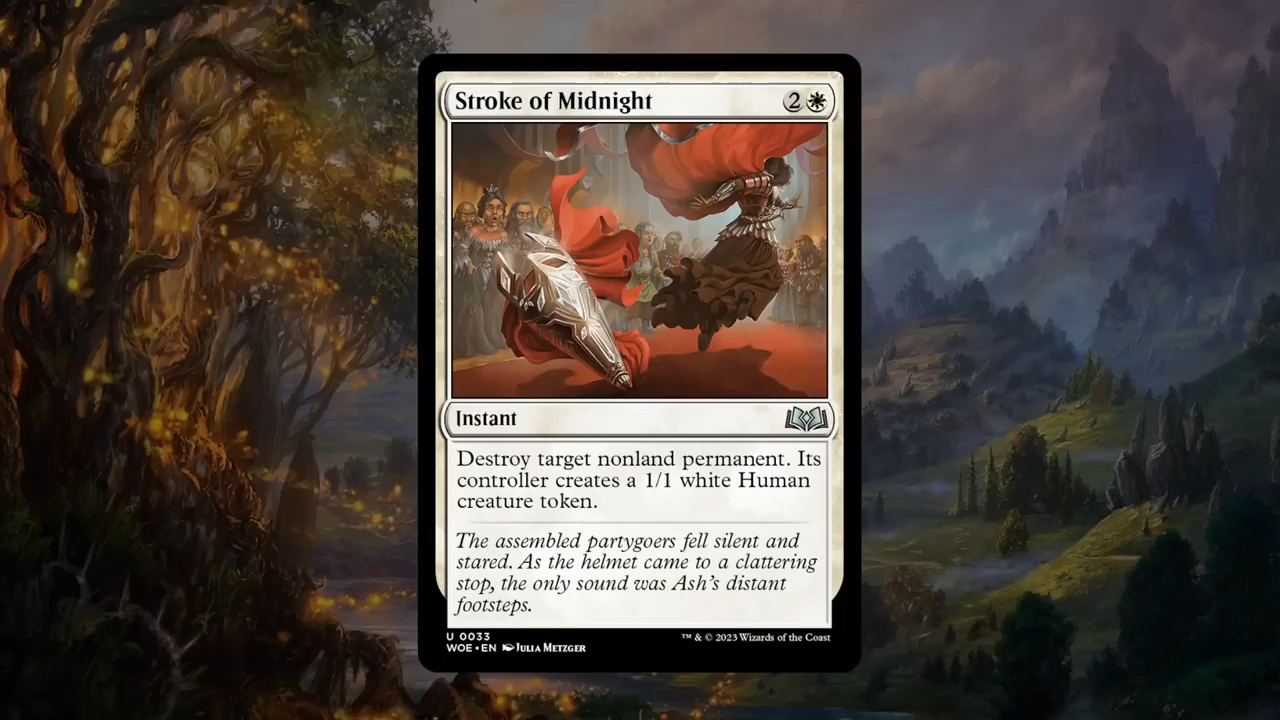 Stroke of Midnight 2
Instant
Destroy target nonland permanent. Its
controller creates a 1/1 white Human
creature token.
The assembled partygoers fell silent and
stared. As the helmet came to a clattering
stop, the only sound was Ash's distant
footsteps.
U 0033
™ & © 2023 Wizards of the Coast
WOE • EN Julia Metzger